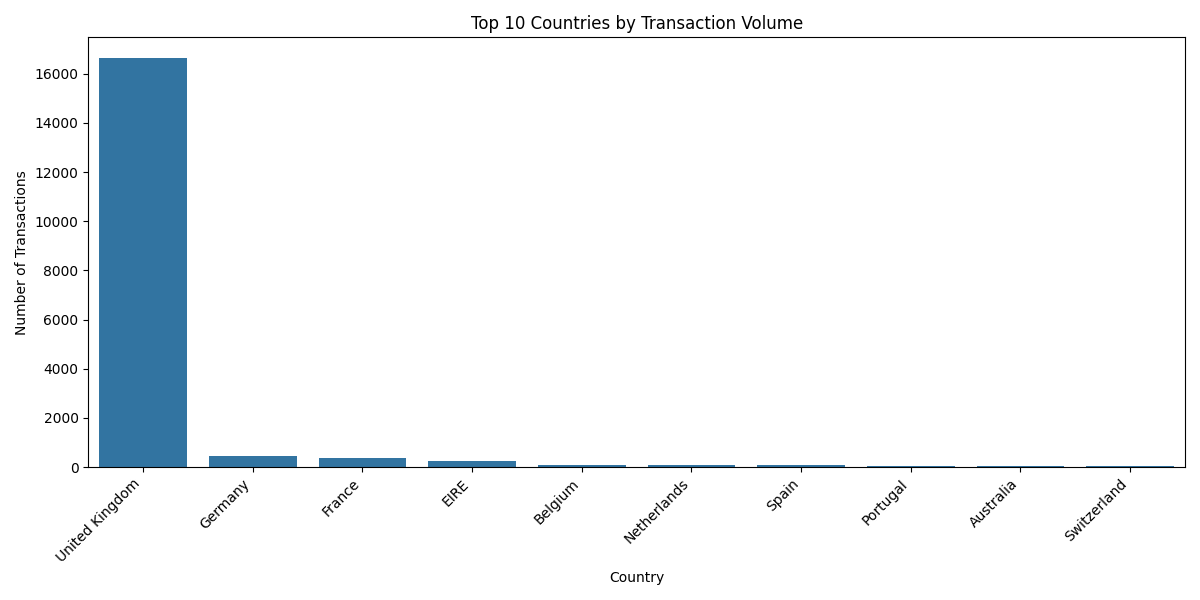 Top 10 Countries by Transaction Volume
Number of Transactions
16000
14000
12000
10000
8000
6000
4000
2000
0
United Kingdom
Germany
France
EIRE
Belgium
Netherlands
Spain
Portugal
Australia
Switzerland
Country